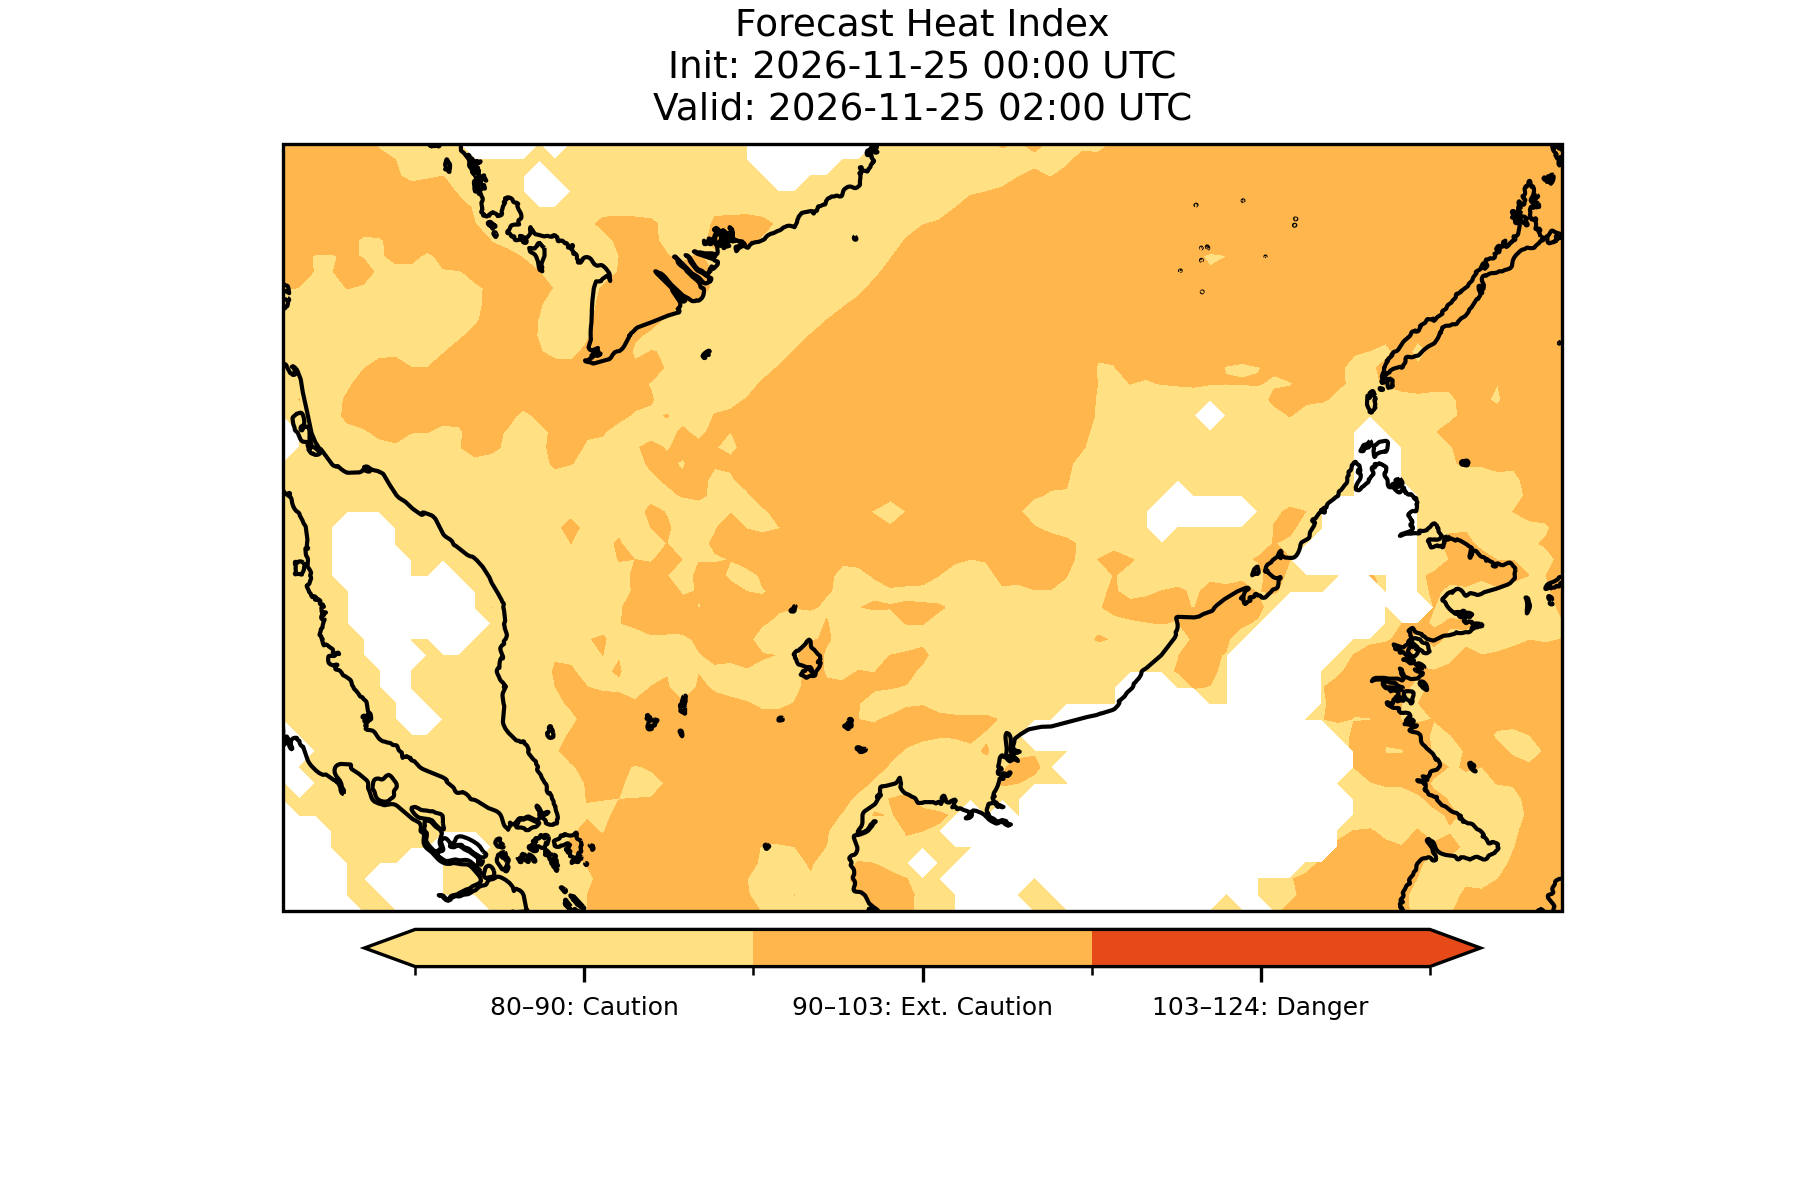 Forecast Heat Index
Init: 2026-11-25 00:00 UTC
Valid: 2026-11-25 02:00 UTC
80–90: Caution
90–103: Ext. Caution
103–124: Danger